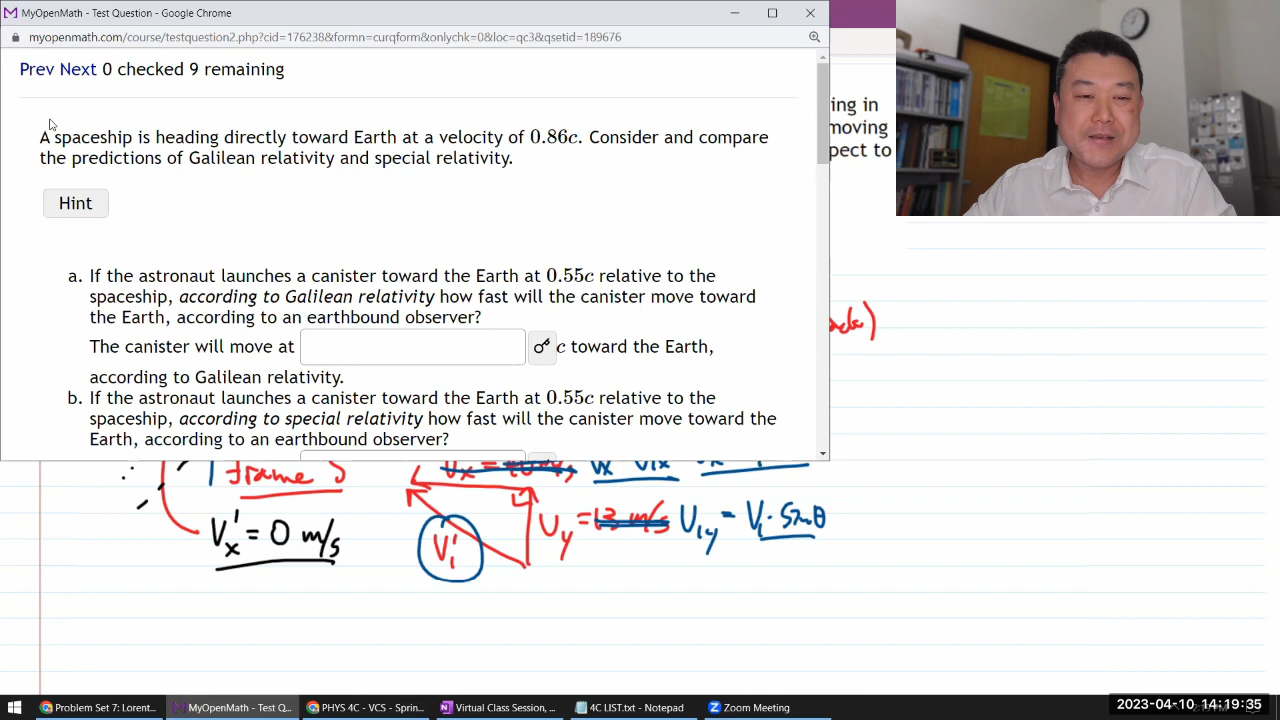 MyOpenMath - Test Question - Google Chrome
myopenmath.com/course/testquestion2.php?cid=176238&formn=curqform&onlychk=0&loc=qc3&qsetid=189676
Prev Next 0 checked 9 remaining
A spaceship is heading directly toward Earth at a velocity of 0.86c. Consider and compare
the predictions of Galilean relativity and special relativity.
Hint
a. If the astronaut launches a canister toward the Earth at 0.55c relative to the
spaceship, according to Galilean relativity how fast will the canister move toward
the Earth, according to an earthbound observer?
The canister will move at c toward the Earth,
according to Galilean relativity.
b. If the astronaut launches a canister toward the Earth at 0.55c relative to the
spaceship, according to special relativity how fast will the canister move toward the
Earth, according to an earthbound observer?
ing in
moving
pect to
frame S
Vx' = 0 m/s
V1'
Uy = 13 m/s U1y = V1 · Sinθ
Problem Set 7: Lorent...
MyOpenMath - Test Q...
PHYS 4C - VCS - Sprin...
Virtual Class Session, ...
4C LIST.txt - Notepad
Zoom Meeting
2023-04-10 14:19:35